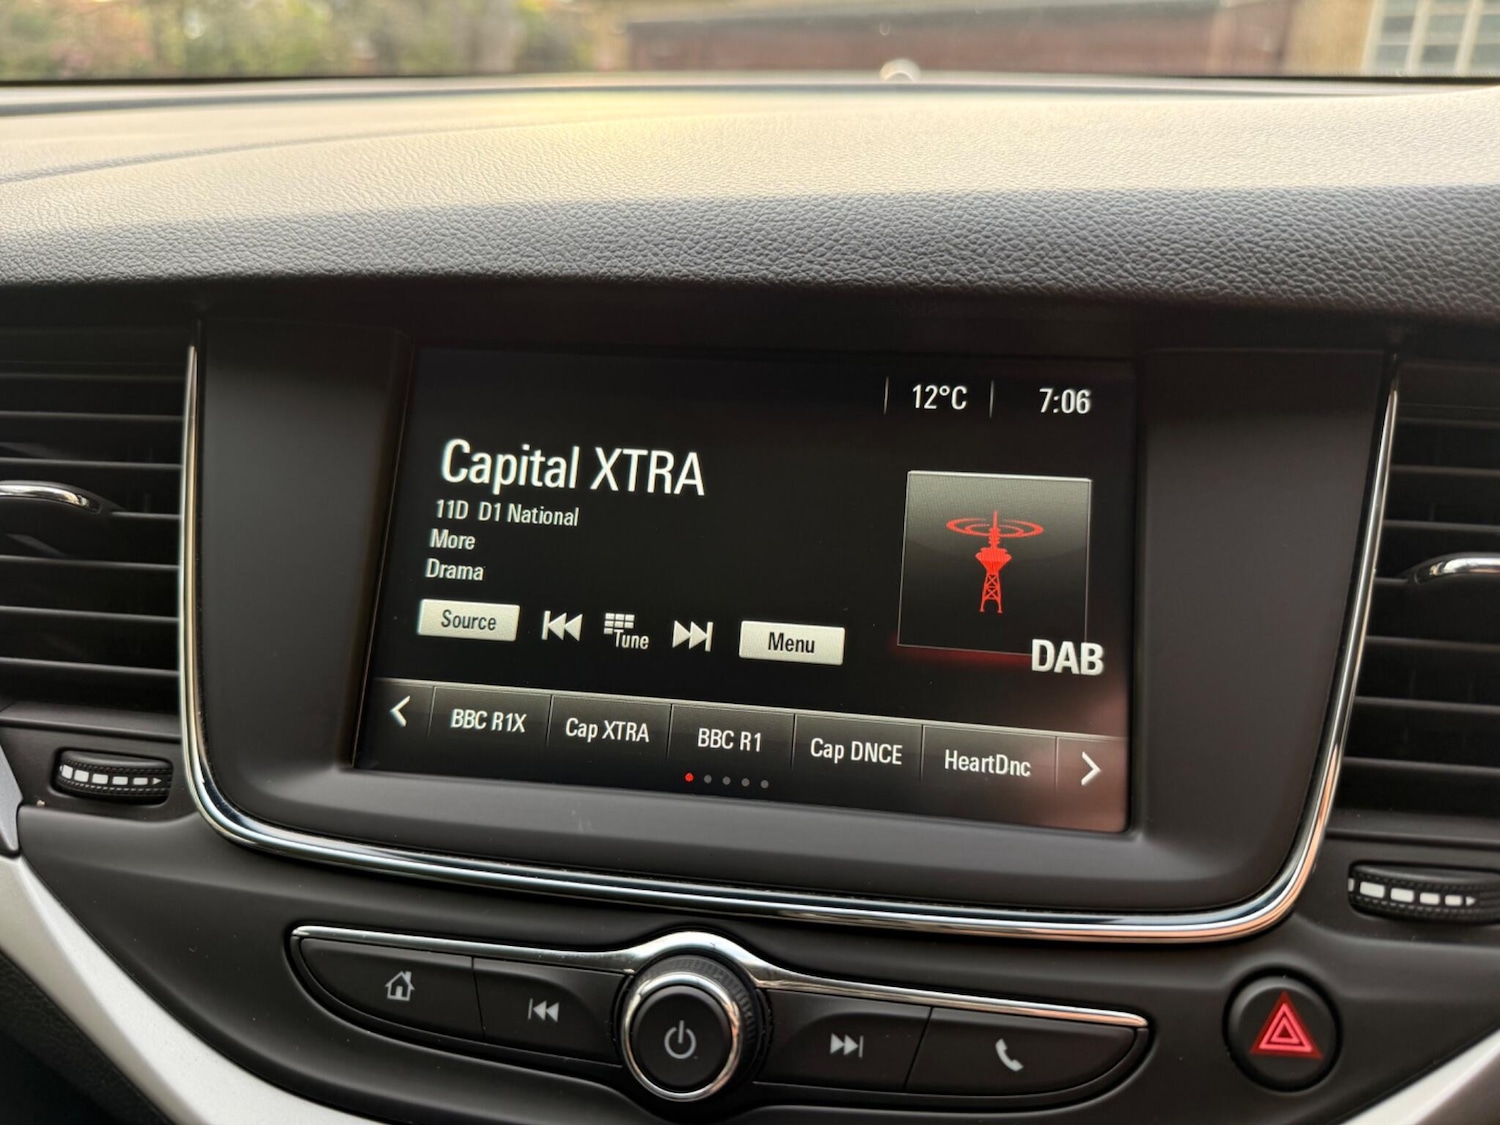 12°C 7:06
Capital XTRA
11D D1 National
More
Drama
Source Tune Menu
DAB
BBC R1X Cap XTRA BBC R1 Cap DNCE HeartDnc